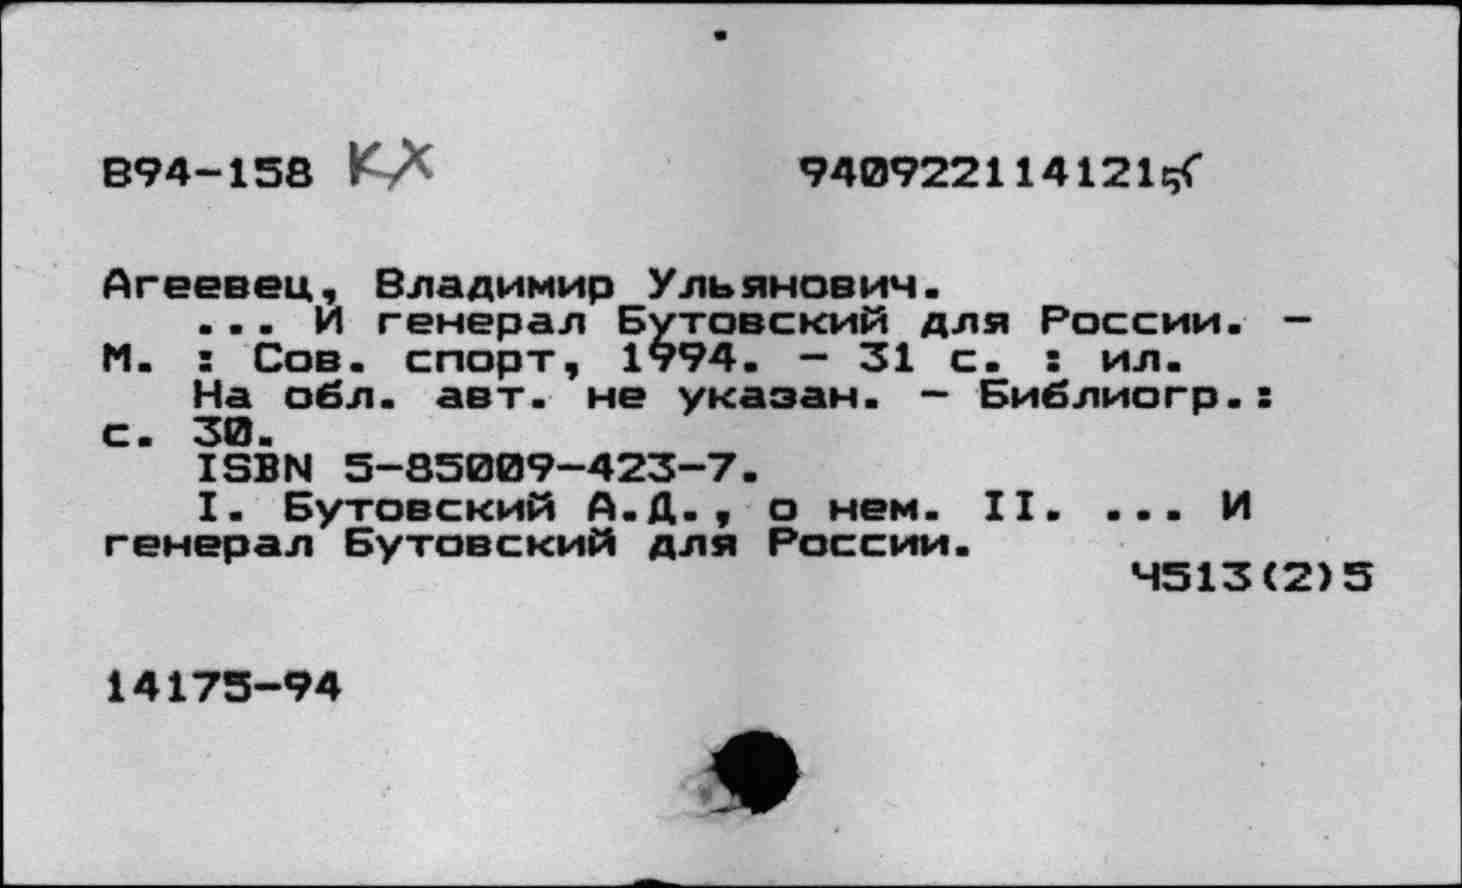 В94-158 КХ 940922114121
Агеевец, Владимир Ульянович.
... И генерал Бутовский для России. -
М. : Сов. спорт, 1994. - 31 с. : ил.
На обл. авт. не указан. - Библиогр.:
с. 30.
ISBN 5-85009-423-7.
I. Бутовский А.Д., о нем. II. ... И
генерал Бутовский для России.
Ч513(2)5
14175-94